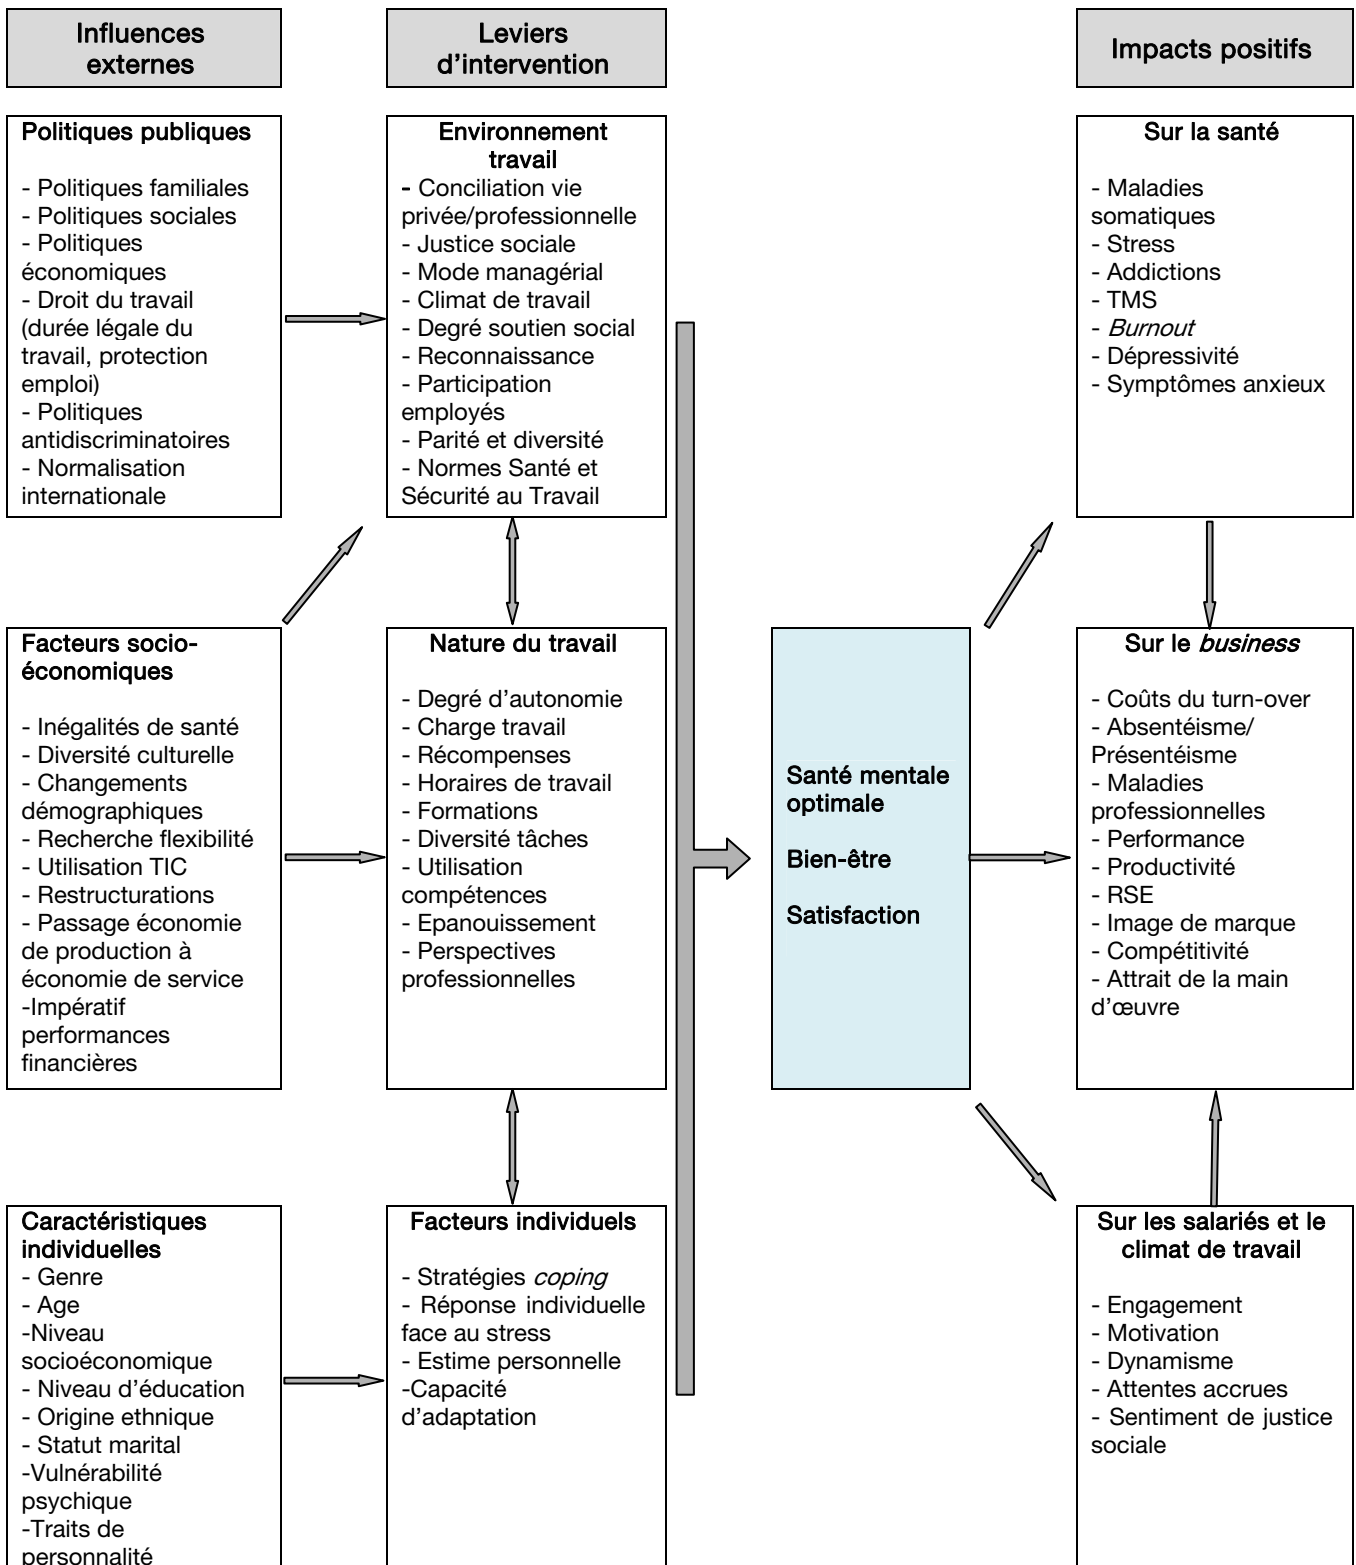 Influences
externes
Leviers
d'intervention
Impacts positifs
Politiques publiques
- Politiques familiales
- Politiques sociales
- Politiques
économiques
- Droit du travail
(durée légale du
travail, protection
emploi)
- Politiques
antidiscriminatoires
- Normalisation
internationale
Environnement
travail
- Conciliation vie
privée/professionnelle
- Justice sociale
- Mode managérial
- Climat de travail
- Degré soutien social
- Reconnaissance
- Participation
employés
- Parité et diversité
- Normes Santé et
Sécurité au Travail
Sur la santé
- Maladies
somatiques
- Stress
- Addictions
- TMS
- Burnout
- Dépressivité
- Symptômes anxieux
Facteurs socio-
économiques
- Inégalités de santé
- Diversité culturelle
- Changements
démographiques
- Recherche flexibilité
- Utilisation TIC
- Restructurations
- Passage économie
de production à
économie de service
-Impératif
performances
financières
Nature du travail
- Degré d'autonomie
- Charge travail
- Récompenses
- Horaires de travail
- Formations
- Diversité tâches
- Utilisation
compétences
- Epanouissement
- Perspectives
professionnelles
Santé mentale
optimale
Bien-être
Satisfaction
Sur le business
- Coûts du turn-over
- Absentéisme/
Présentéisme
- Maladies
professionnelles
- Performance
- Productivité
- RSE
- Image de marque
- Compétitivité
- Attrait de la main
d'œuvre
Caractéristiques
individuelles
- Genre
- Age
-Niveau
socioéconomique
- Niveau d'éducation
- Origine ethnique
- Statut marital
-Vulnérabilité
psychique
-Traits de
personnalité
Facteurs individuels
- Stratégies coping
- Réponse individuelle
face au stress
- Estime personnelle
-Capacité
d'adaptation
Sur les salariés et le
climat de travail
- Engagement
- Motivation
- Dynamisme
- Attentes accrues
- Sentiment de justice
sociale